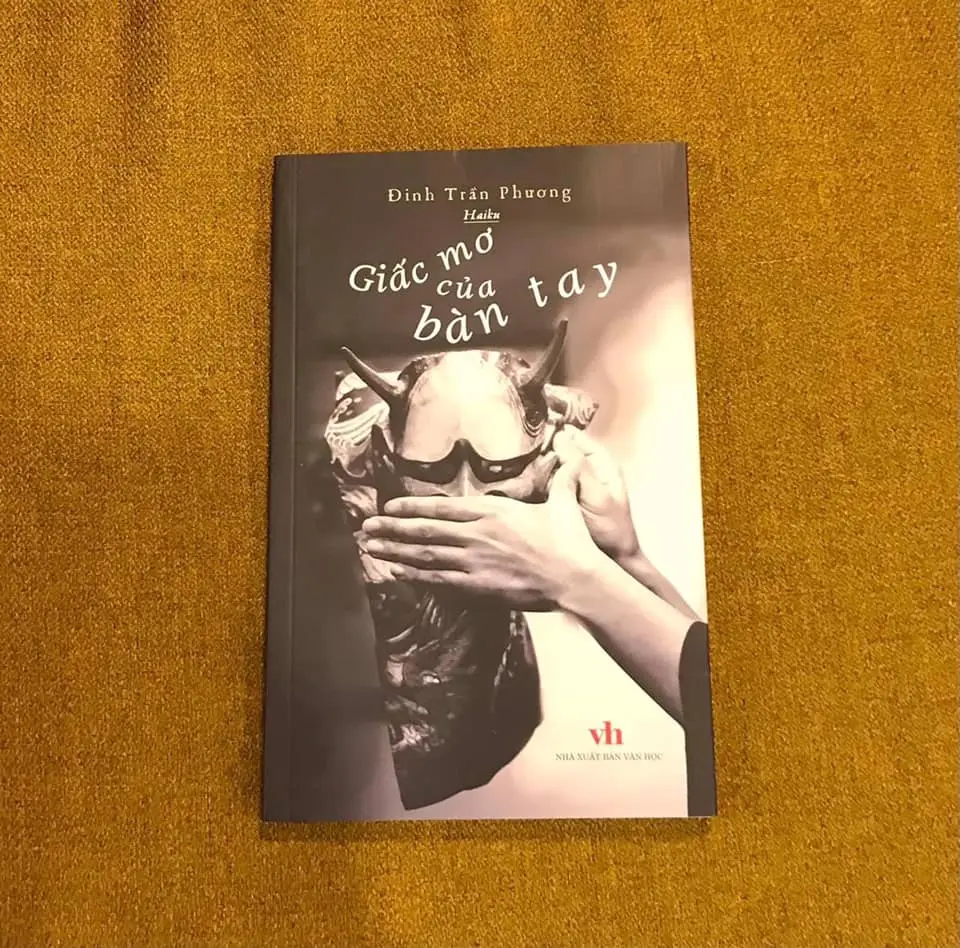 Đinh Trần Phương
Haiku
Giấc mơ
của
bàn tay
vh
NHÀ XUẤT BẢN VĂN HỌC